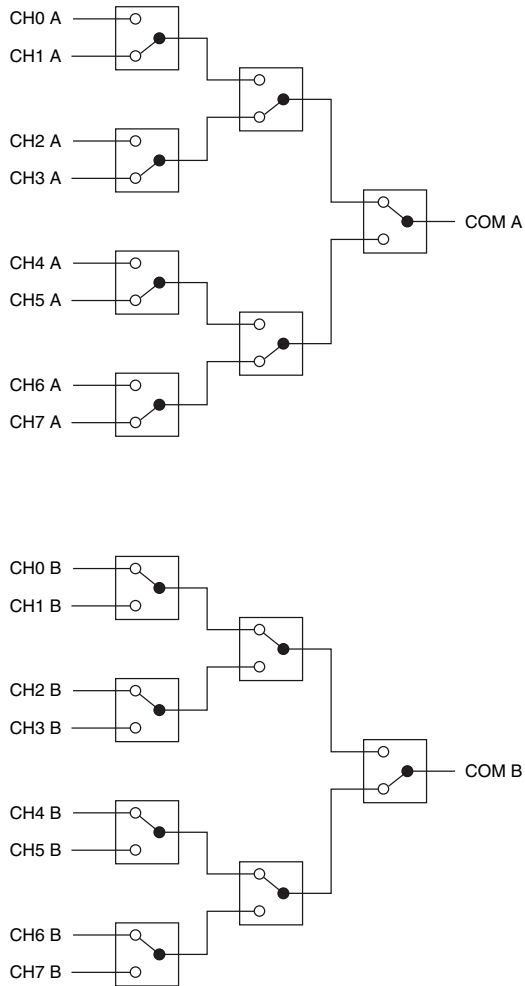 CH0 A
CH1 A
CH2 A
CH3 A
COM A
CH4 A
CH5 A
CH6 A
CH7 A
CH0 B
CH1 B
CH2 B
CH3 B
COM B
CH4 B
CH5 B
CH6 B
CH7 B